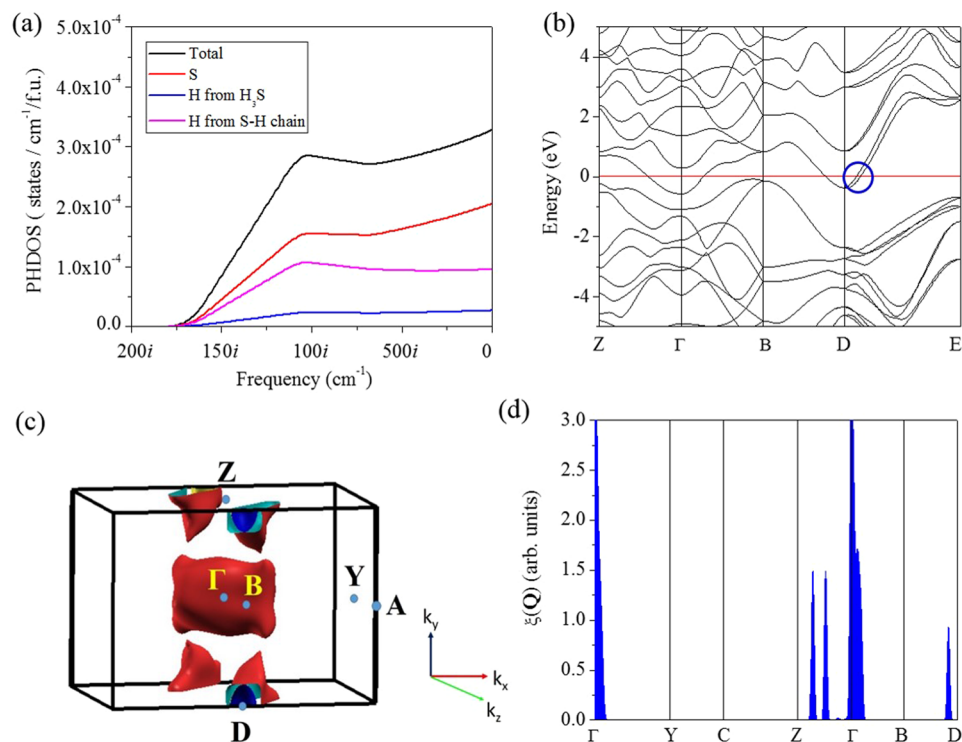 (a)
5.0x10⁻⁴
4.0x10⁻⁴
3.0x10⁻⁴
2.0x10⁻⁴
1.0x10⁻⁴
0.0
PHDOS ( states / cm⁻¹/f.u.)
Total
S
H from H₃S
H from S-H chain
200i 150i 100i 500i 0
Frequency (cm⁻¹)
(b)
4
2
0
-2
-4
Energy (eV)
Z Γ B D E
(c)
Z
Γ B Y A
D
k_y
k_x
k_z
(d)
3.0
2.5
2.0
1.5
1.0
0.5
0.0
ξ(Q) (arb. units)
Γ Y C Z Γ B D